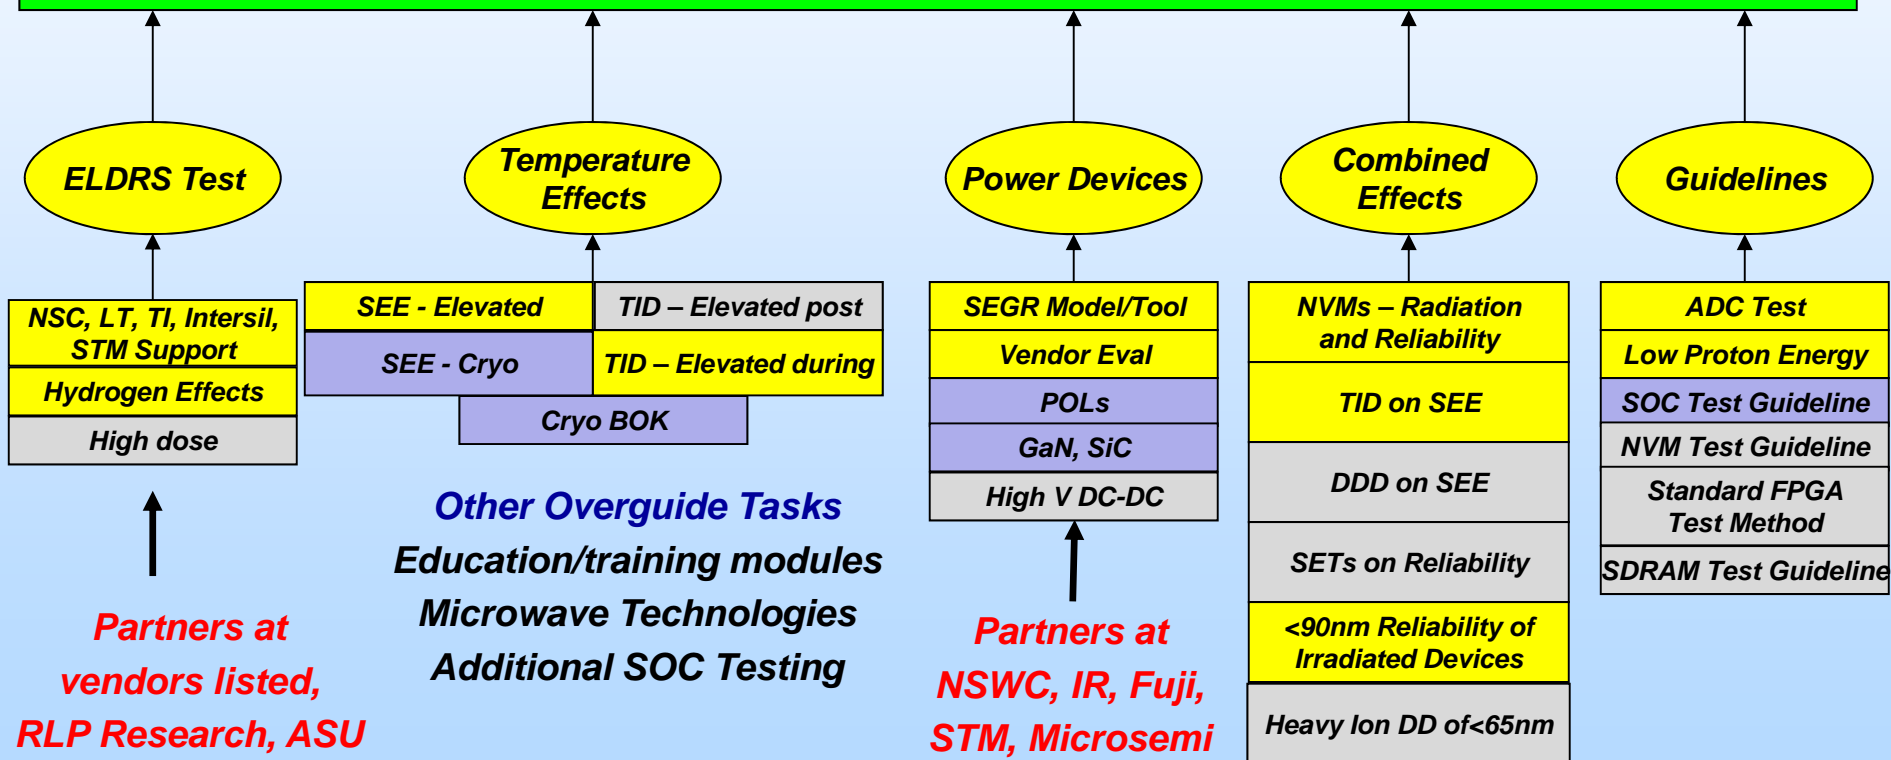 ELDRS Test
Temperature
Effects
Power Devices
Combined
Effects
Guidelines
NSC, LT, TI, Intersil,
STM Support
Hydrogen Effects
High dose
Partners at
vendors listed,
RLP Research, ASU
SEE - Elevated
TID – Elevated post
SEE - Cryo
TID – Elevated during
Cryo BOK
Other Overguide Tasks
Education/training modules
Microwave Technologies
Additional SOC Testing
SEGR Model/Tool
Vendor Eval
POLs
GaN, SiC
High V DC-DC
Partners at
NSWC, IR, Fuji,
STM, Microsemi
NVMs – Radiation
and Reliability
TID on SEE
DDD on SEE
SETs on Reliability
<90nm Reliability of
Irradiated Devices
Heavy Ion DD of<65nm
ADC Test
Low Proton Energy
SOC Test Guideline
NVM Test Guideline
Standard FPGA
Test Method
SDRAM Test Guideline